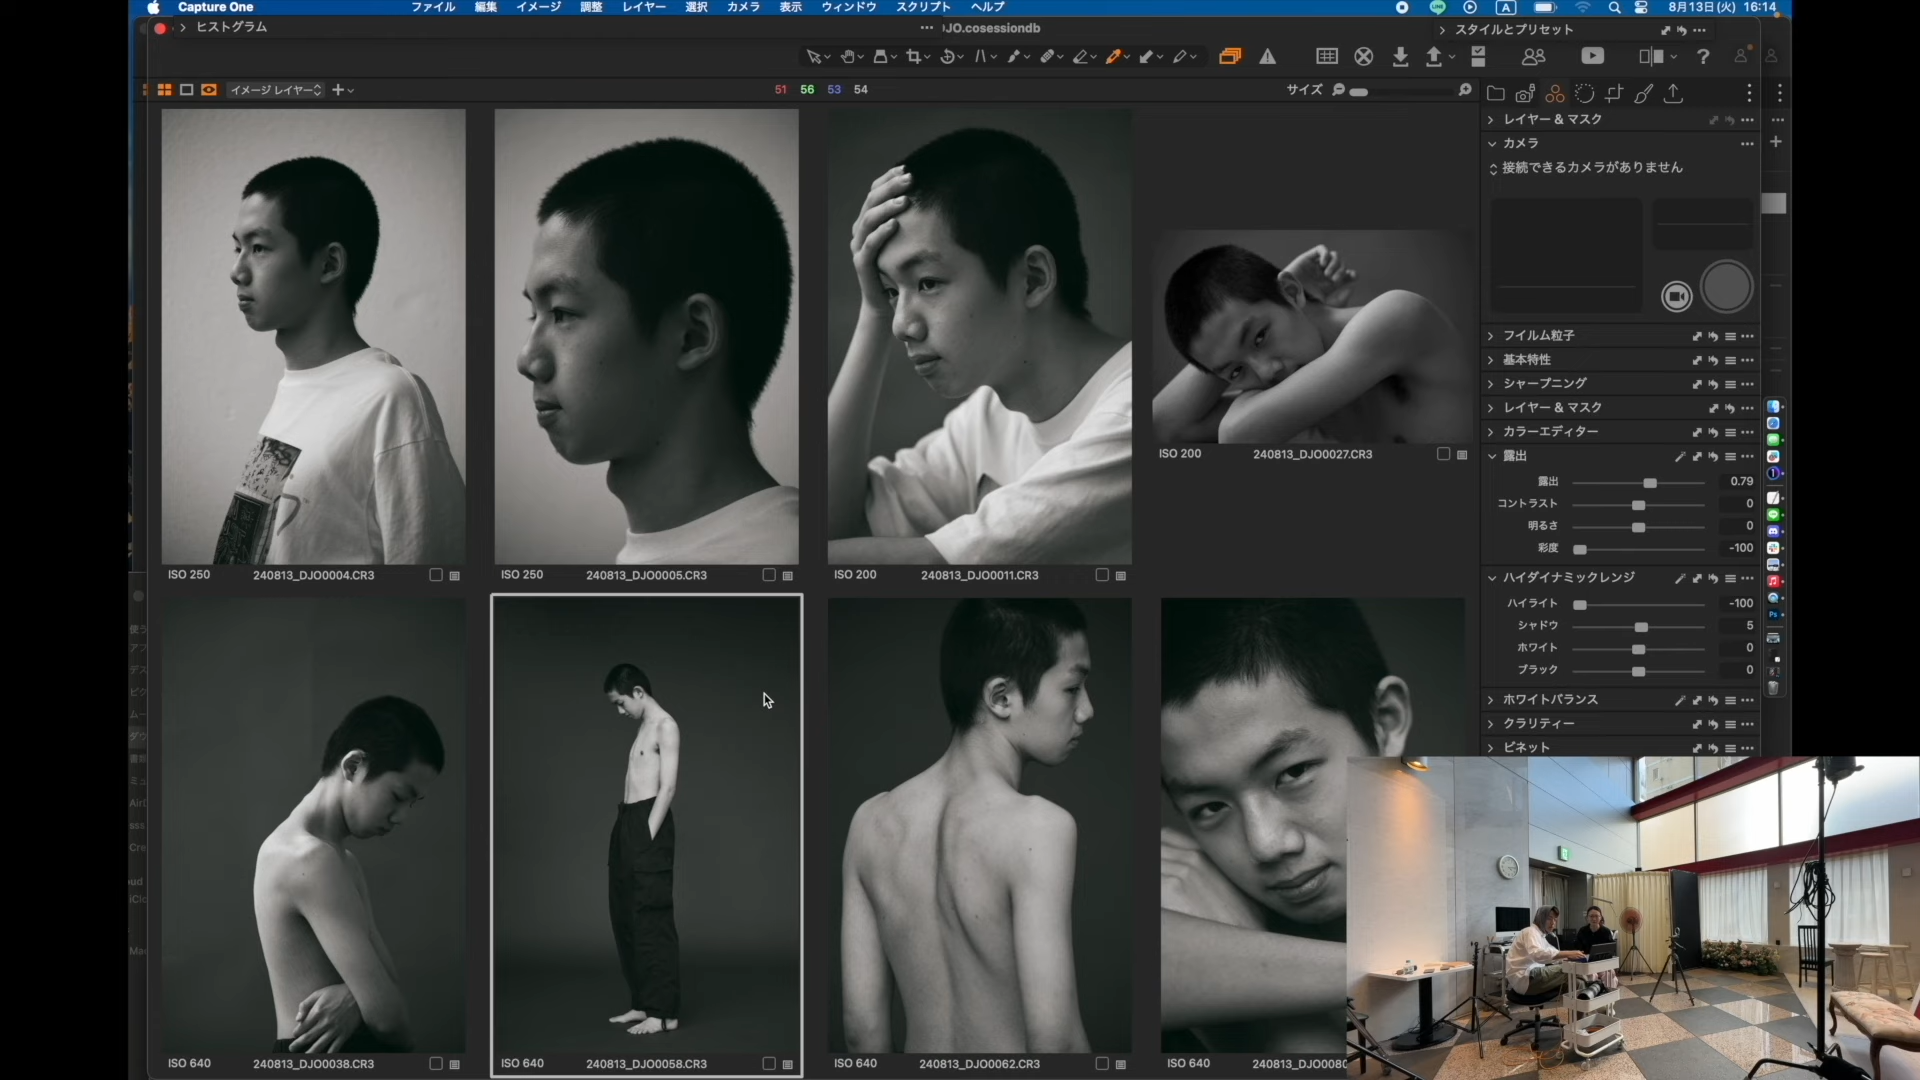 Capture One ファイル 編集 イメージ 調整 レイヤー 選択 カメラ 表示 ウィンドウ スクリプト ヘルプ A 8月13日(火) 16:14
ヒストグラム
JO.cosessiondb
スタイルとプリセット
イメージ レイヤー
51 56 53 54
サイズ
レイヤー & マスク
カメラ
接続できるカメラがありません
フイルム粒子
基本特性
シャープニング
レイヤー & マスク
カラーエディター
露出
露出 0.79
コントラスト 0
明るさ 0
彩度 -100
ハイダイナミックレンジ
ハイライト -100
シャドウ 5
ホワイト 0
ブラック 0
ホワイトバランス
クラリティー
ビネット
ISO 250 240813_DJO0004.CR3
ISO 250 240813_DJO0005.CR3
ISO 200 240813_DJO0011.CR3
ISO 200 240813_DJO0027.CR3
ISO 640 240813_DJO0038.CR3
ISO 640 240813_DJO0058.CR3
ISO 640 240813_DJO0062.CR3
ISO 640 240813_DJO0080